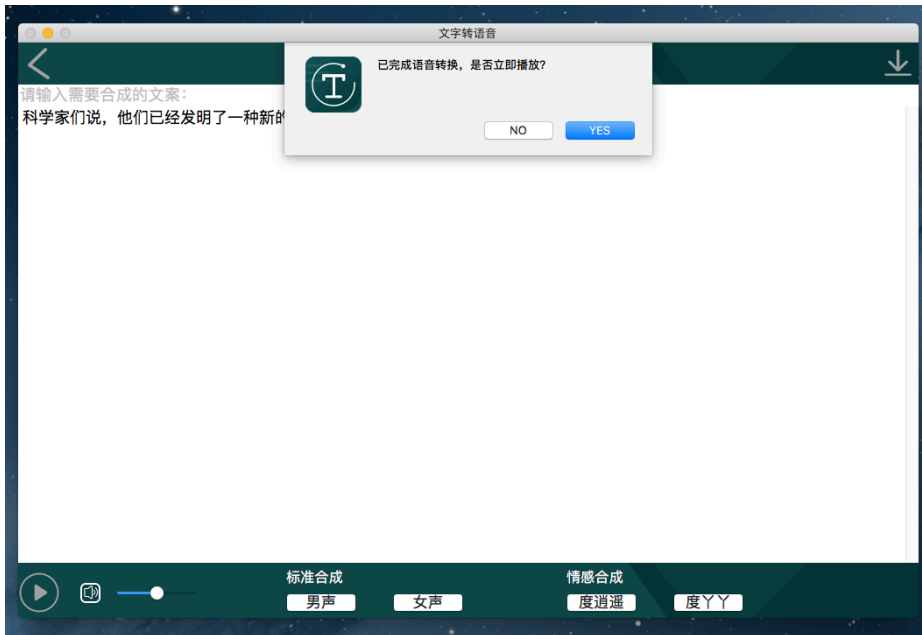 文字转语音
已完成语音转换，是否立即播放?
NO YES
请输入需要合成的文案:
科学家们说，他们已经发明了一种新的
标准合成 情感合成
男声 女声 度逍遥 度丫丫